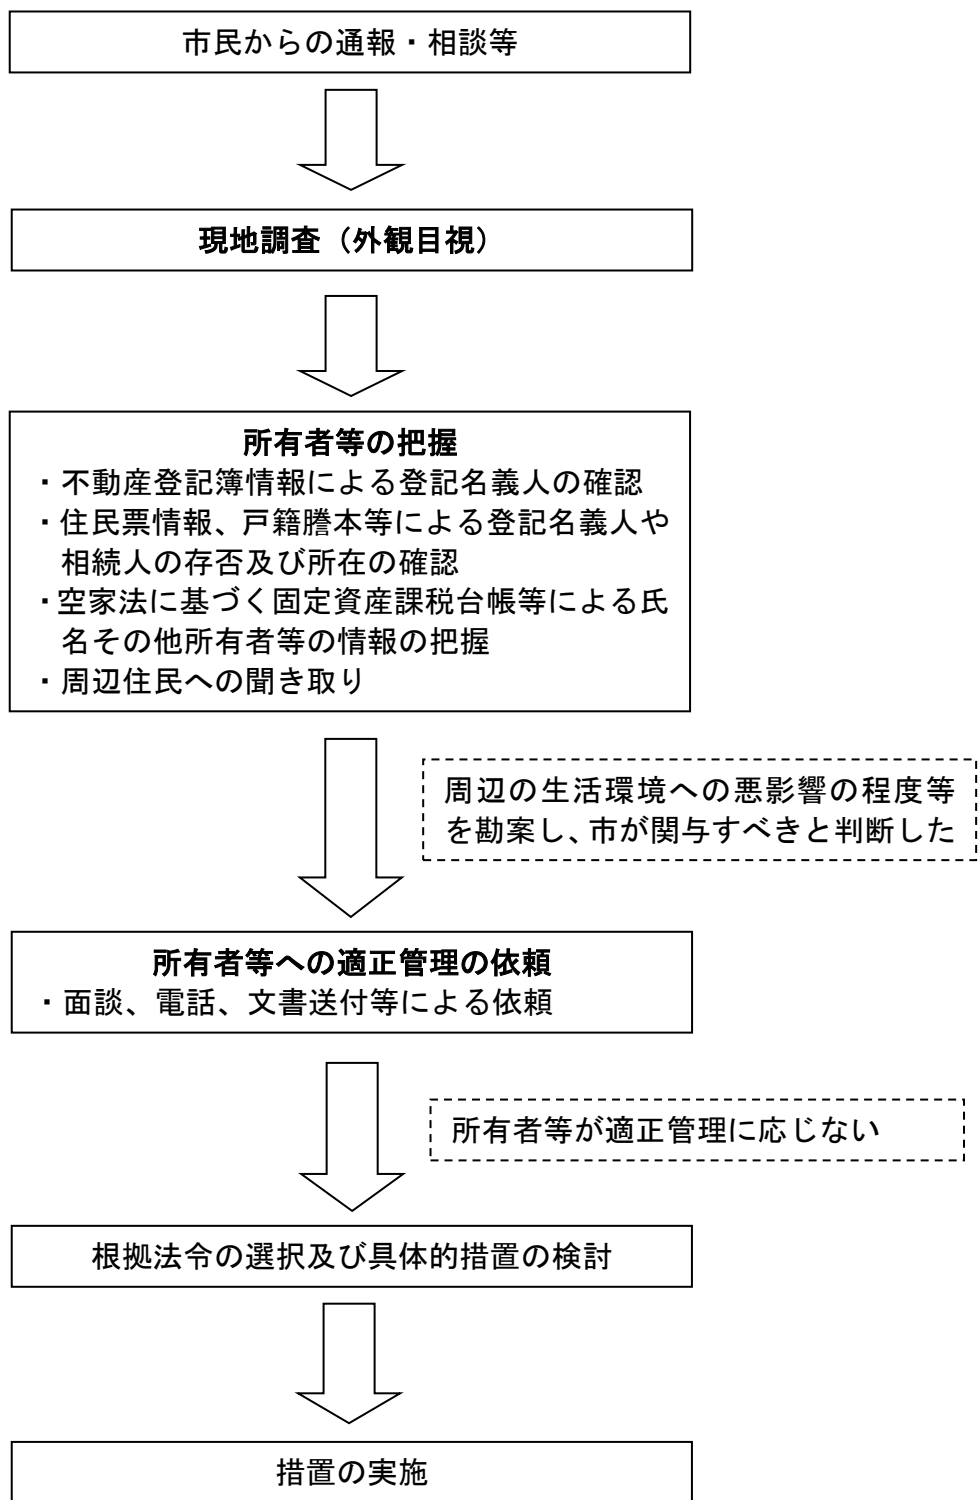 市民からの通報・相談等
現地調査（外観目視）
所有者等の把握
・不動産登記簿情報による登記名義人の確認
・住民票情報、戸籍謄本等による登記名義人や
相続人の存否及び所在の確認
・空家法に基づく固定資産課税台帳等による氏
名その他所有者等の情報の把握
・周辺住民への聞き取り
周辺の生活環境への悪影響の程度等
を勘案し、市が関与すべきと判断した
所有者等への適正管理の依頼
・面談、電話、文書送付等による依頼
所有者等が適正管理に応じない
根拠法令の選択及び具体的措置の検討
措置の実施